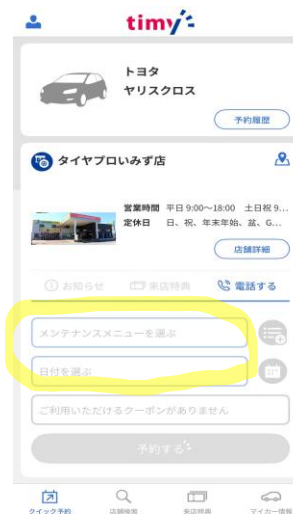 timy
トヨタ
ヤリスクロス
予約履歴
タイヤプロいみず店
営業時間 平日 9:00〜18:00 土日祝 9...
定休日 日、祝、年末年始、盆、G...
店舗詳細
お知らせ 来店特典 電話する
メンテナンスメニューを選ぶ
日付を選ぶ
ご利用いただけるクーポンがありません
予約する
クイック予約 店舗検索 来店特典 マイカー情報